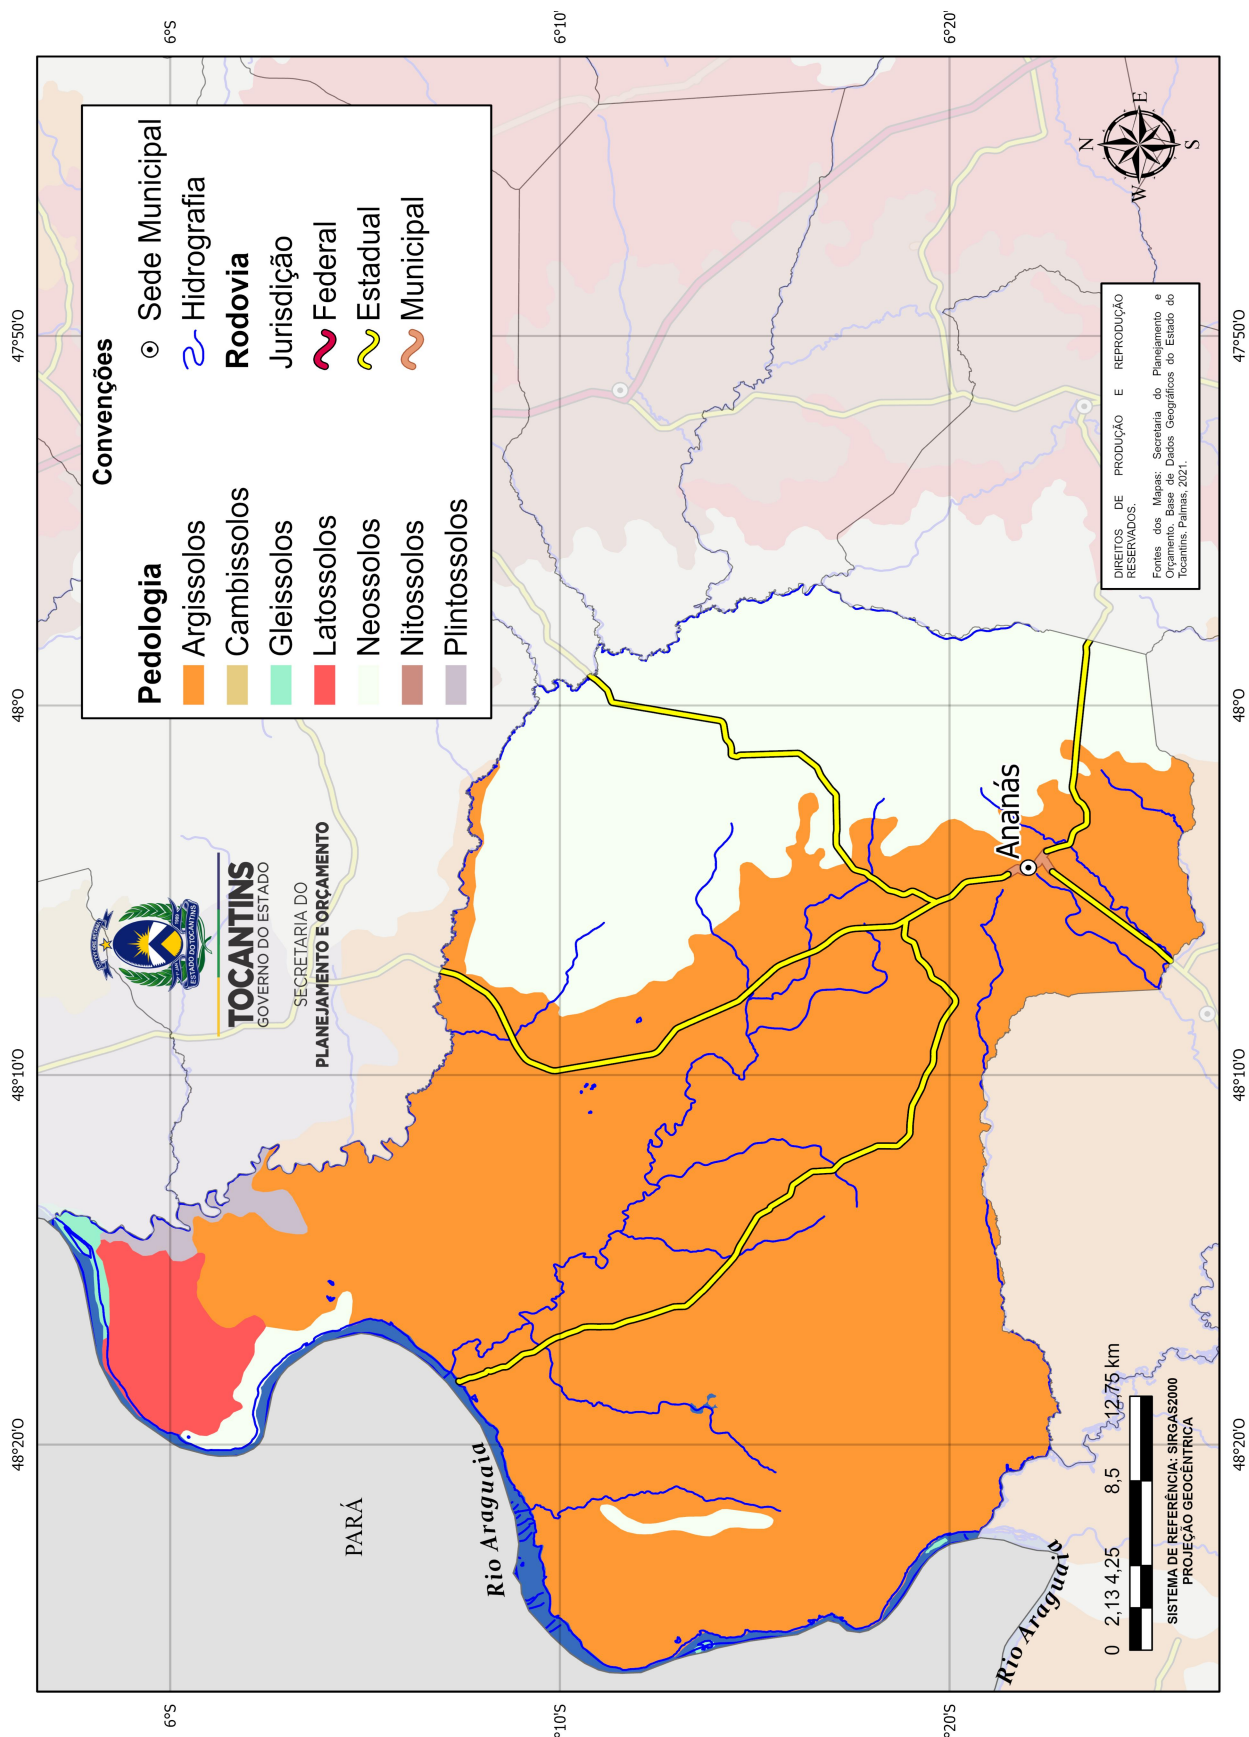 Convenções
Pedologia
Argissolos
Cambissolos
Gleissolos
Latossolos
Neossolos
Nitossolos
Plintossolos
Sede Municipal
Hidrografia
Rodovia
Jurisdição
Federal
Estadual
Municipal
TOCANTINS
GOVERNO DO ESTADO
SECRETARIA DO
PLANEJAMENTO E ORÇAMENTO
ESTADO DO TOCANTINS
48°20'O
48°10'O
48°O
47°50'O
6°S
6°10'
6°20'
6°S
°10'S
°20'S
48°20'O
48°10'O
48°O
47°50'O
PARÁ
Rio Araguaia
Rio Araguaia
Ananás
N
E
S
W
0 2,13 4,25 8,5 12,75 km
SISTEMA DE REFERÊNCIA: SIRGAS2000
PROJEÇÃO GEOCÊNTRICA
DIREITOS DE PRODUÇÃO E REPRODUÇÃO
RESERVADOS.
Fontes dos Mapas: Secretaria do Planejamento e
Orçamento. Base de Dados Geográficos do Estado do
Tocantins. Palmas, 2021.